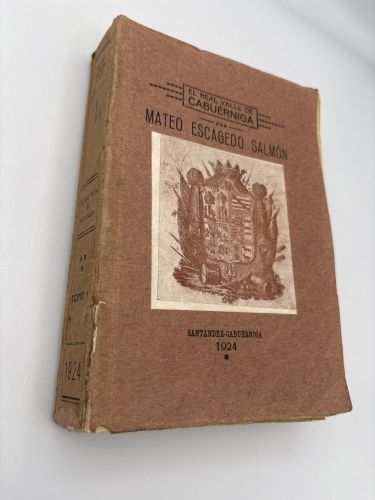 EL REAL VALLE DE
CABUÉRNIGA
POR
MATEO ESCAGEDO SALMÓN
SANTANDER-CABUÉRNIGA
1924
TOMO I
1924